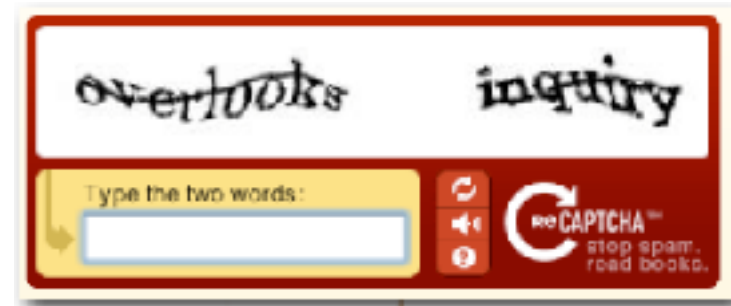 overlooks inquiry
Type the two words:
reCAPTCHA™
stop spam.
read books.